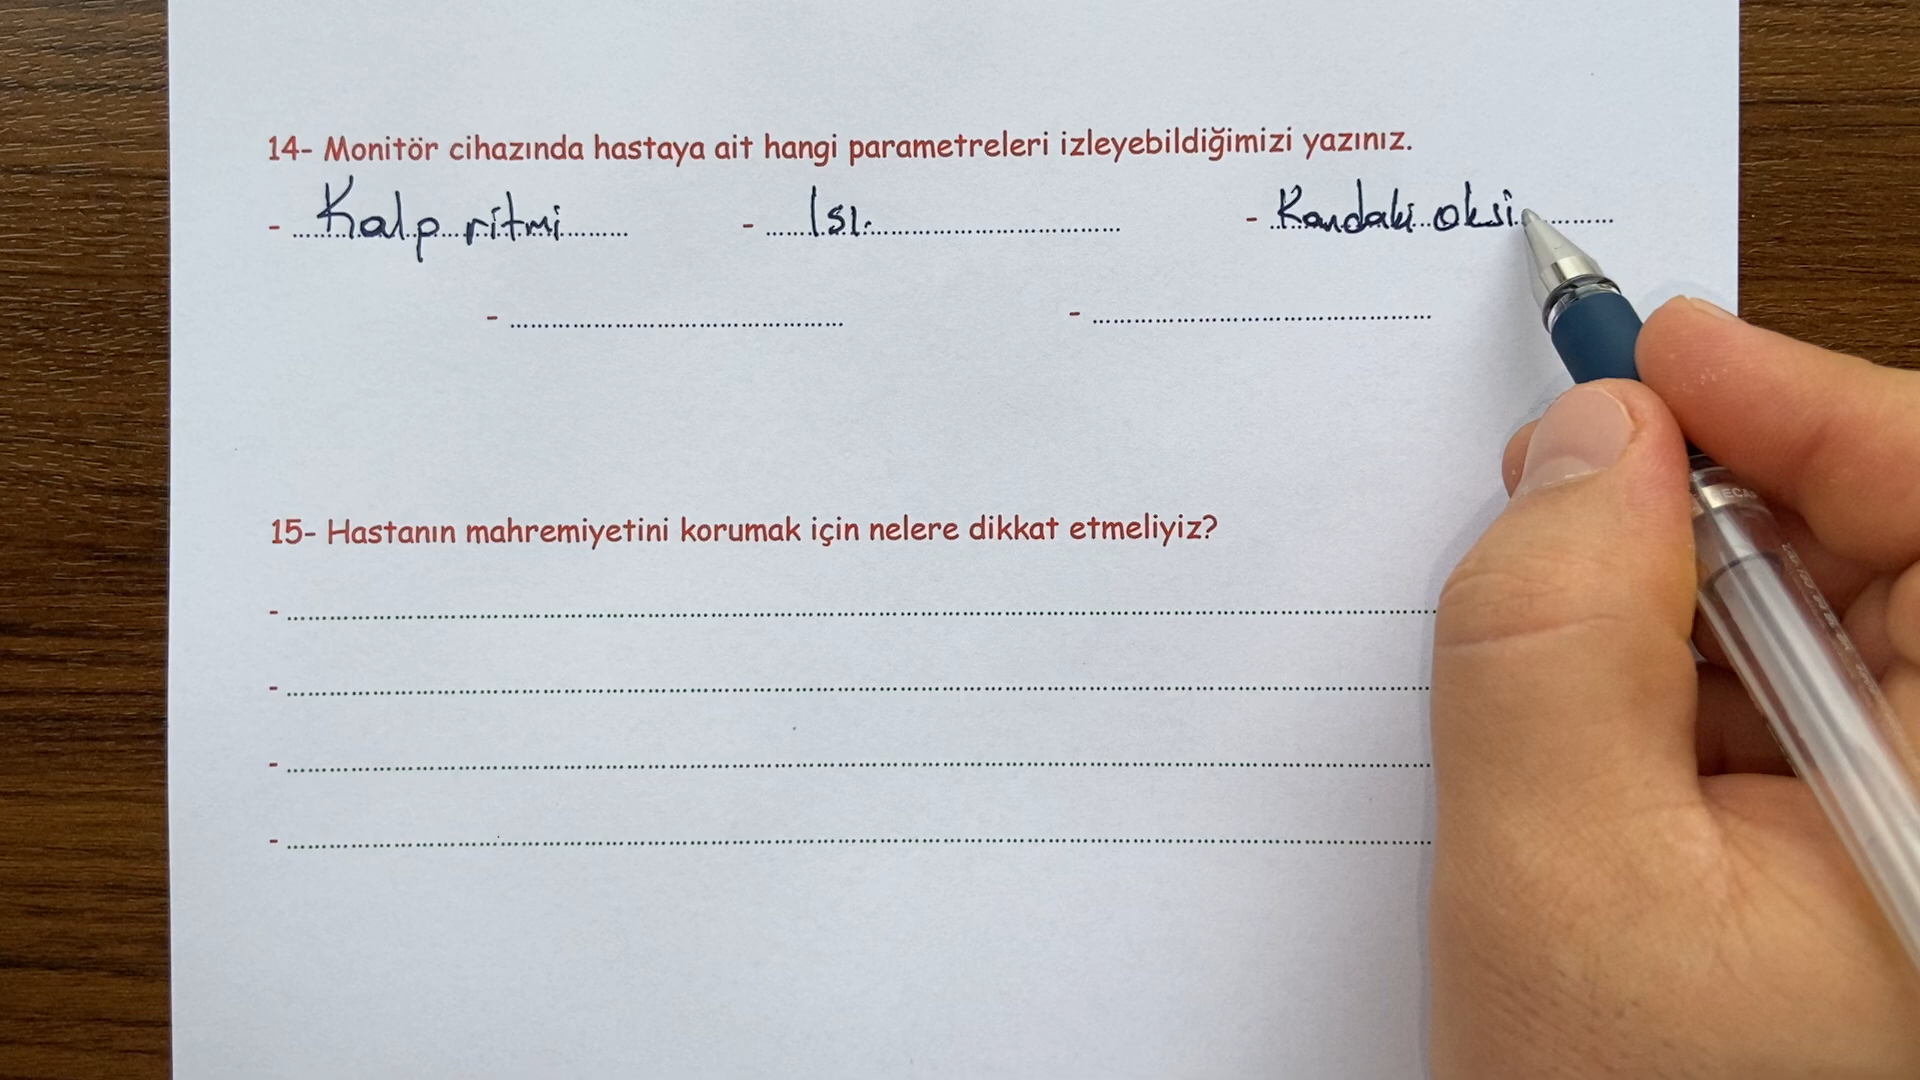 14- Monitör cihazında hastaya ait hangi parametreleri izleyebildiğimizi yazınız.
- Kalp ritmi - Isı - Kandaki oksi
- -
15- Hastanın mahremiyetini korumak için nelere dikkat etmeliyiz?
-
-
-
-